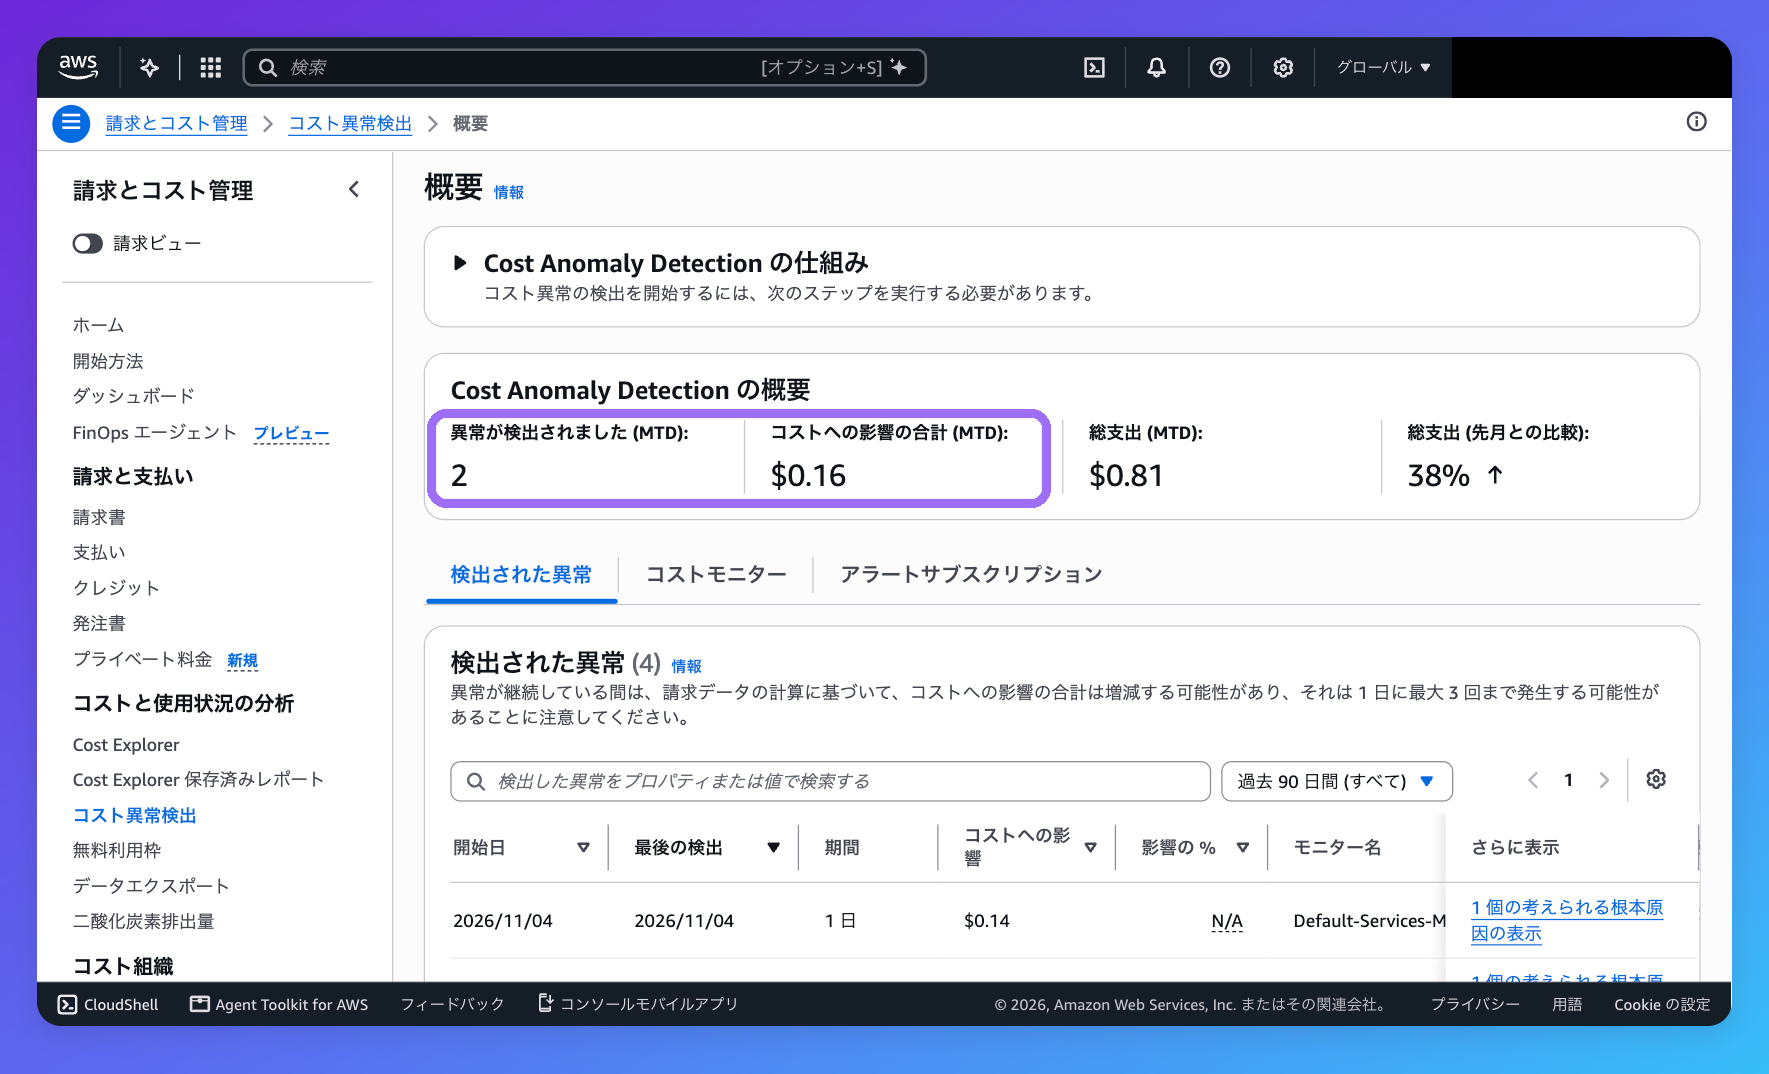 aws
検索
[オプション+S]
グローバル ▼
請求とコスト管理 > コスト異常検出 > 概要
請求とコスト管理
請求ビュー
ホーム
開始方法
ダッシュボード
FinOps エージェント プレビュー
請求と支払い
請求書
支払い
クレジット
発注書
プライベート料金 新規
コストと使用状況の分析
Cost Explorer
Cost Explorer 保存済みレポート
コスト異常検出
無料利用枠
データエクスポート
二酸化炭素排出量
コスト組織
概要 情報
Cost Anomaly Detection の仕組み
コスト異常の検出を開始するには、次のステップを実行する必要があります。
Cost Anomaly Detection の概要
異常が検出されました (MTD):
2
コストへの影響の合計 (MTD):
$0.16
総支出 (MTD):
$0.81
総支出 (先月との比較):
38% ↑
検出された異常
コストモニター
アラートサブスクリプション
検出された異常 (4) 情報
異常が継続している間は、請求データの計算に基づいて、コストへの影響の合計は増減する可能性があり、それは 1 日に最大 3 回まで発生する可能性が
あることに注意してください。
検出した異常をプロパティまたは値で検索する
過去 90 日間 (すべて)
1
開始日
最後の検出
期間
コストへの影
響
影響の %
モニター名
さらに表示
2026/11/04
2026/11/04
1 日
$0.14
N/A
Default-Services-M
1 個の考えられる根本原
因の表示
1 個の考えられる根本原
CloudShell
Agent Toolkit for AWS
フィードバック
コンソールモバイルアプリ
© 2026, Amazon Web Services, Inc. またはその関連会社。
プライバシー
用語
Cookie の設定